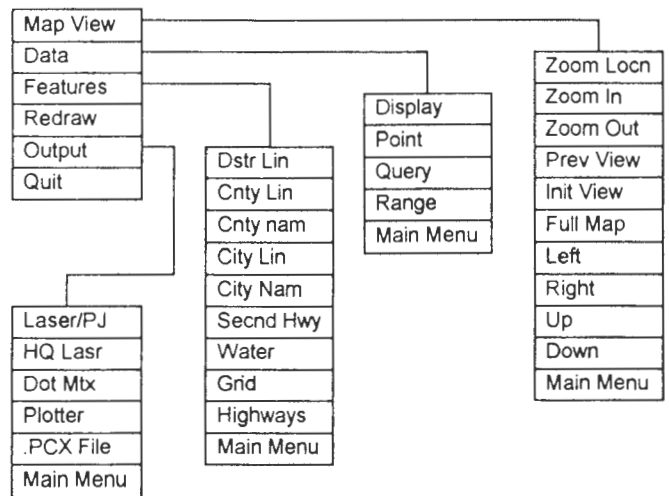 Map View
Data
Features
Redraw
Output
Quit
Zoom Locn
Zoom In
Zoom Out
Prev View
Init View
Full Map
Left
Right
Up
Down
Main Menu
Display
Point
Query
Range
Main Menu
Dstr Lin
Cnty Lin
Cnty nam
City Lin
City Nam
Secnd Hwy
Water
Grid
Highways
Main Menu
Laser/PJ
HQ Lasr
Dot Mtx
Plotter
.PCX File
Main Menu